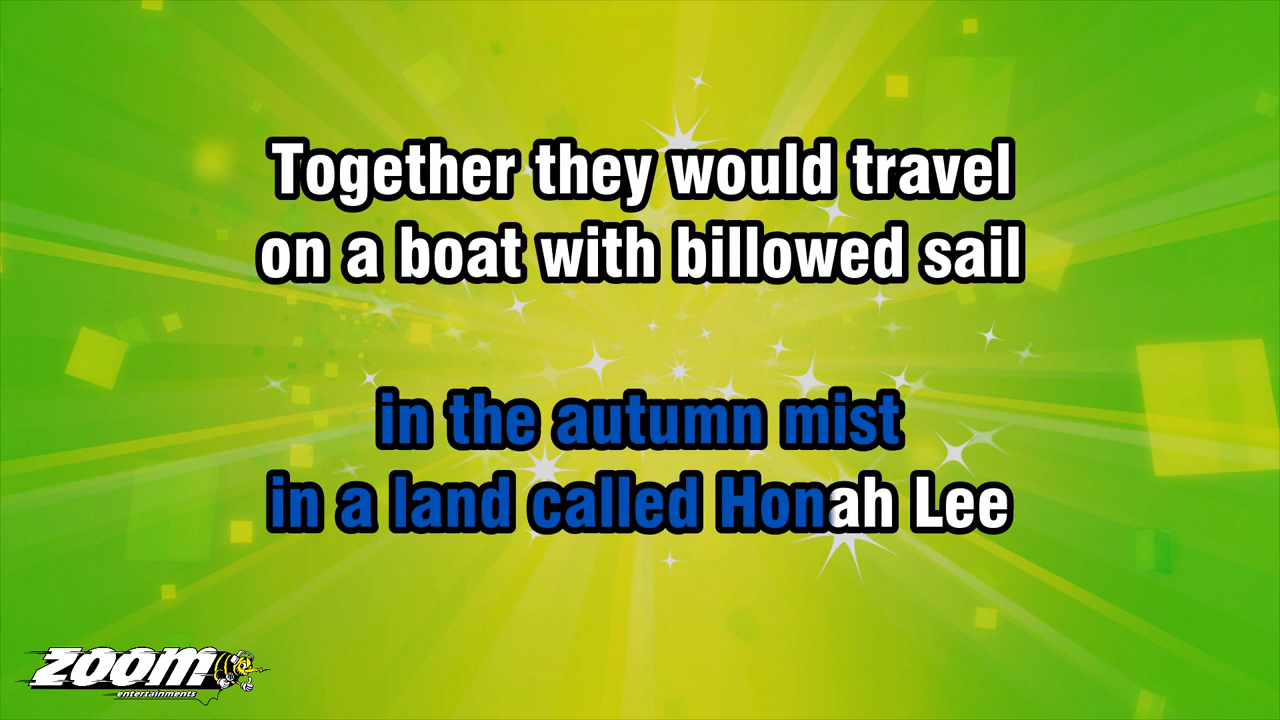 Together they would travel
on a boat with billowed sail
in the autumn mist
in a land called Honah Lee
zoom
entertainments